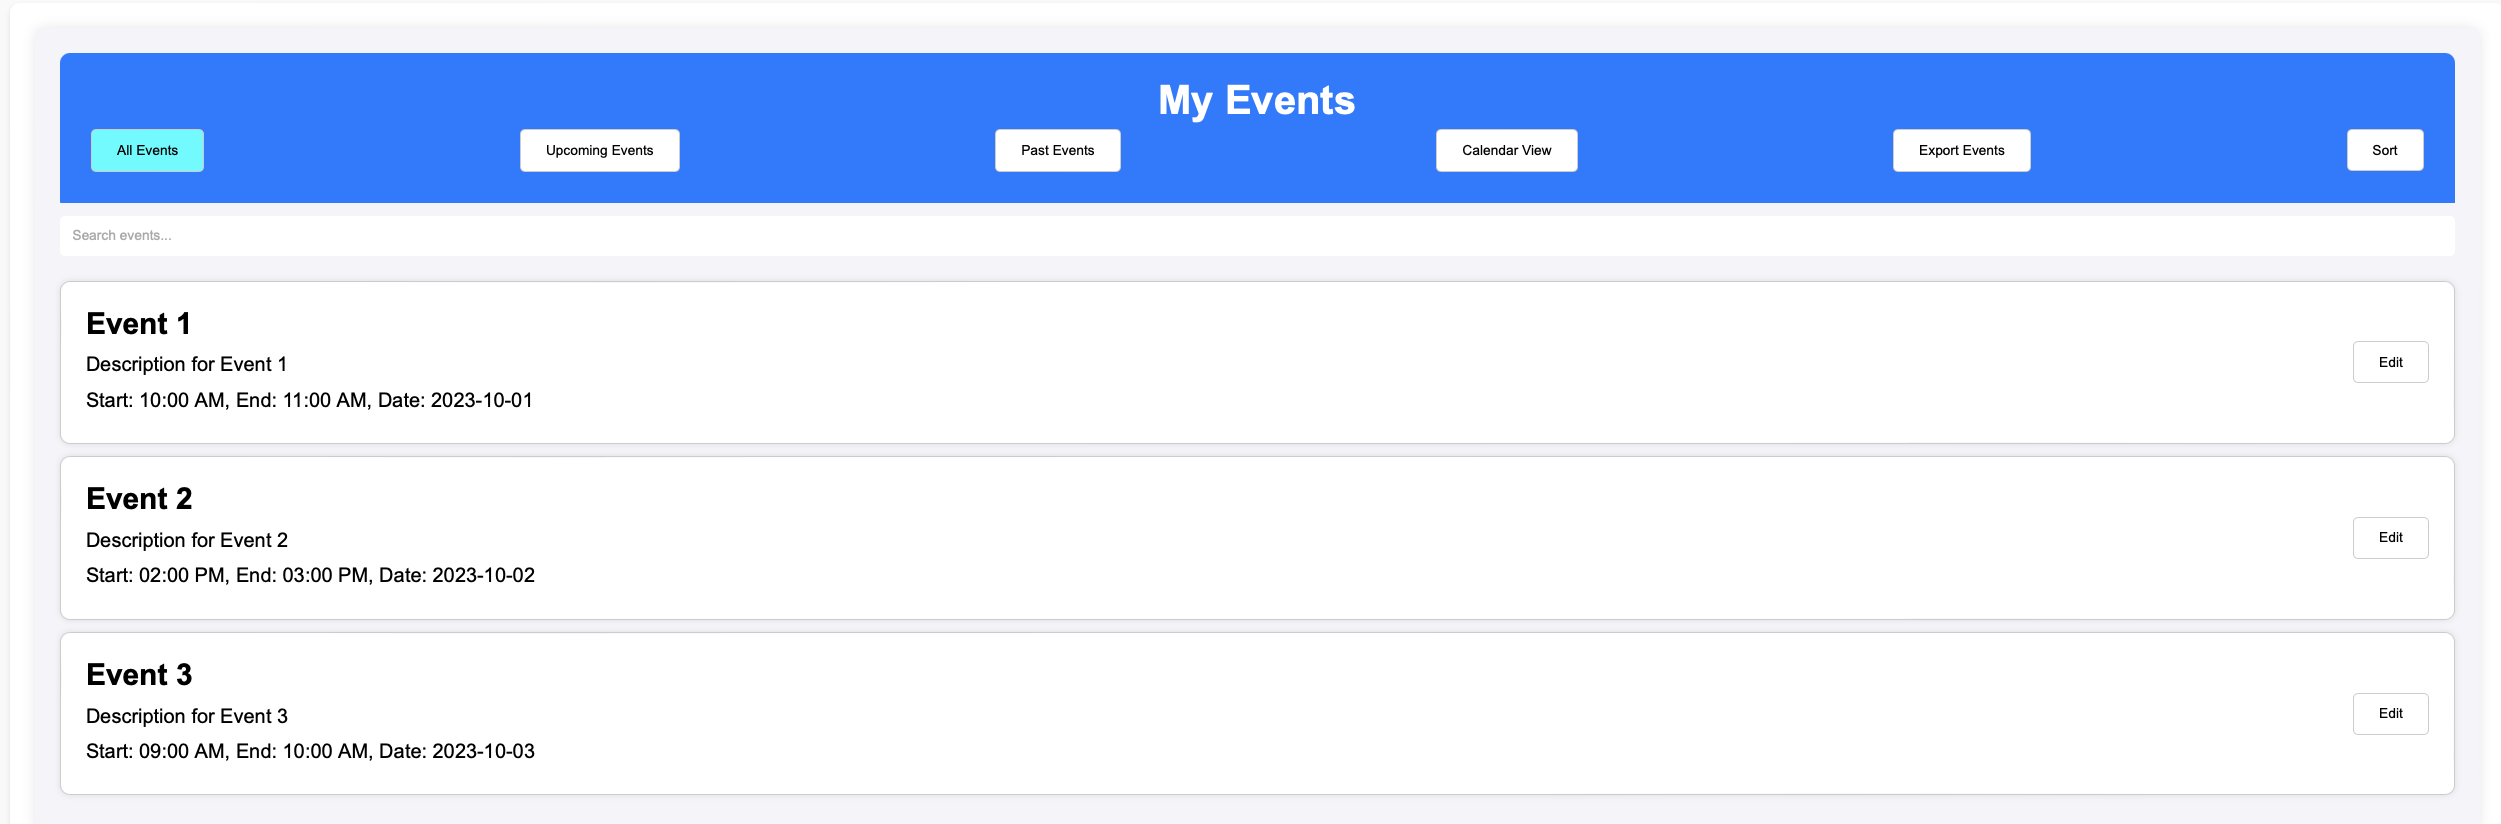 My Events
All Events Upcoming Events Past Events Calendar View Export Events Sort
Search events...
Event 1
Description for Event 1
Edit
Start: 10:00 AM, End: 11:00 AM, Date: 2023-10-01
Event 2
Description for Event 2
Edit
Start: 02:00 PM, End: 03:00 PM, Date: 2023-10-02
Event 3
Description for Event 3
Edit
Start: 09:00 AM, End: 10:00 AM, Date: 2023-10-03